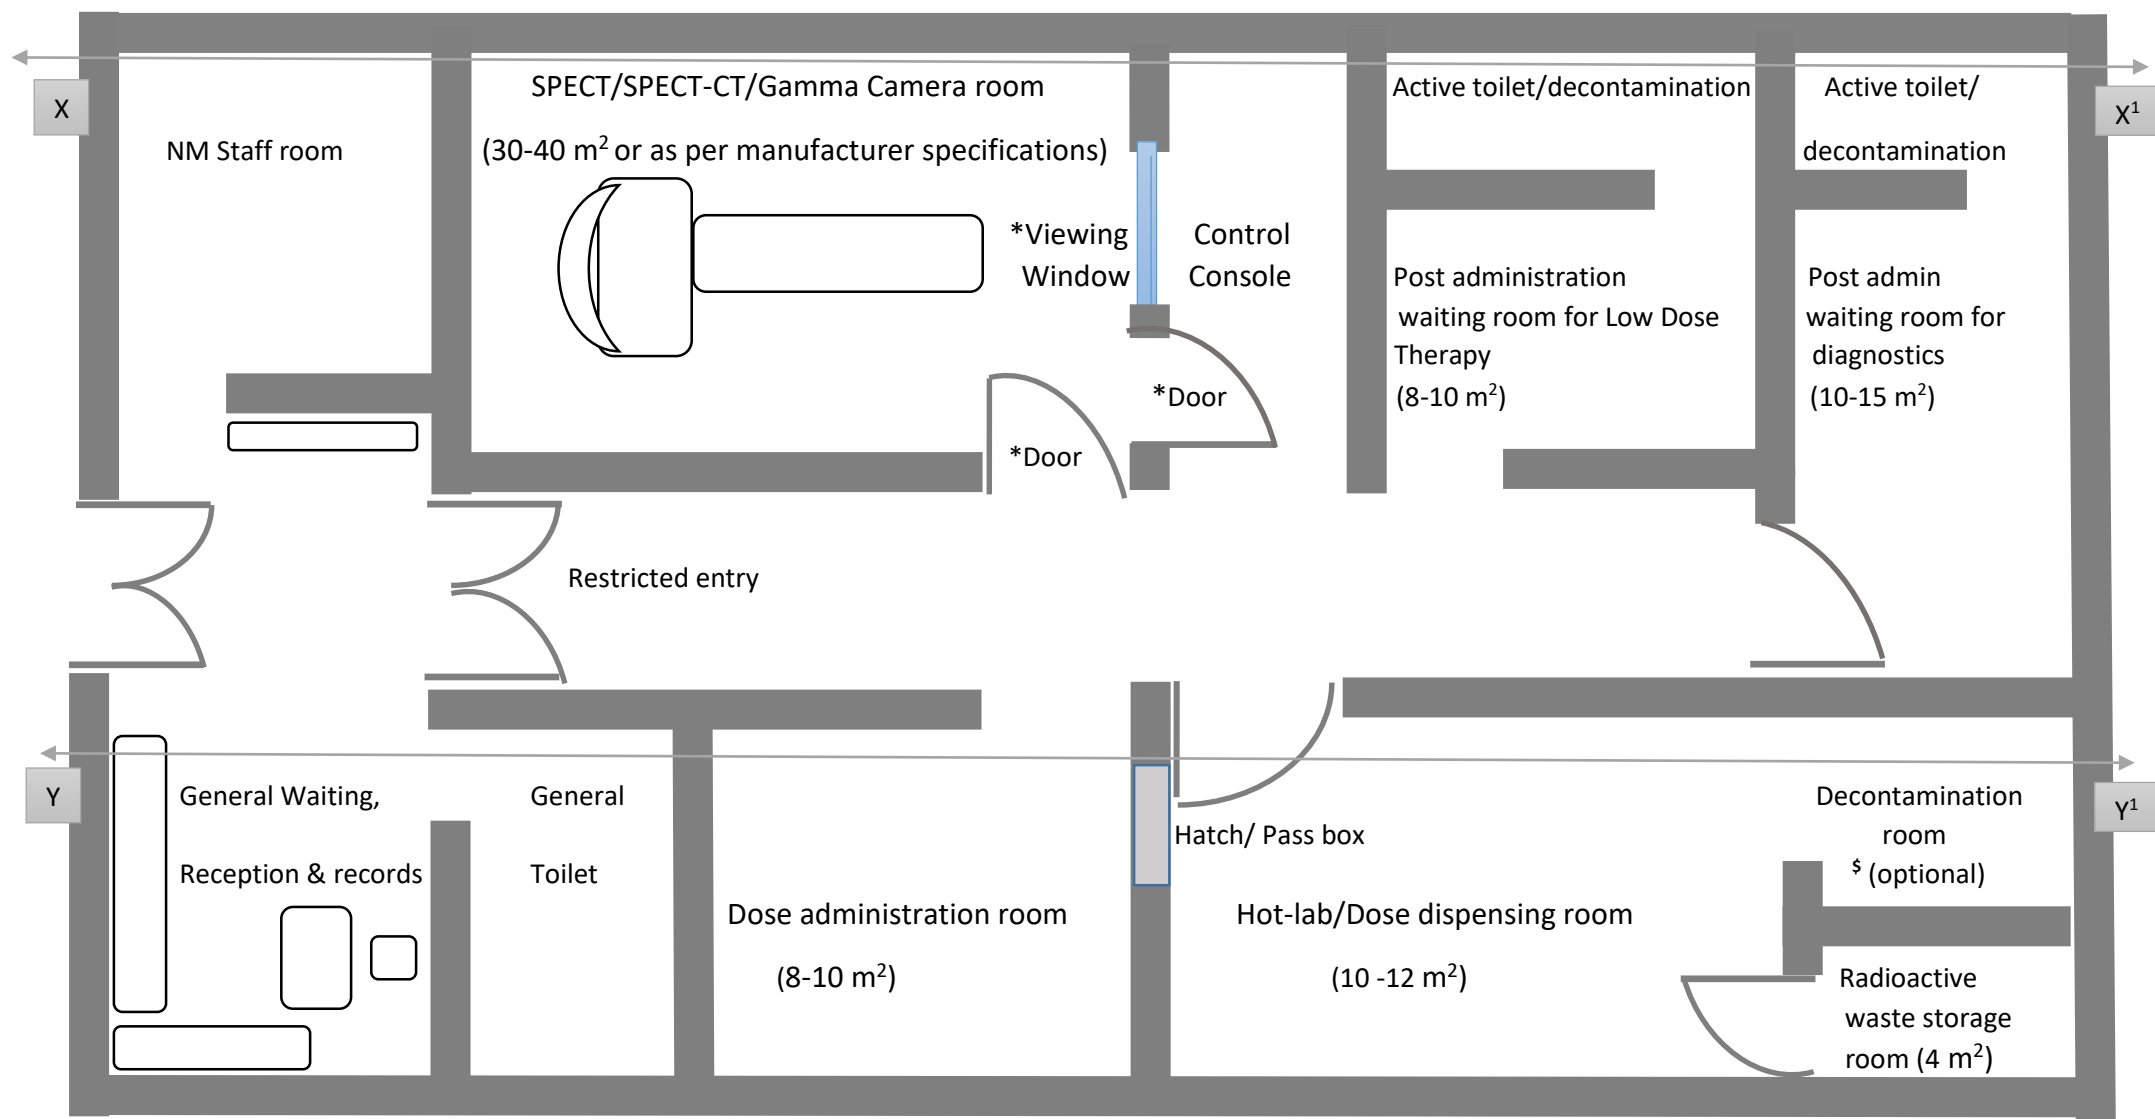 X
NM Staff room
SPECT/SPECT-CT/Gamma Camera room
(30-40 m² or as per manufacturer specifications)
*Viewing
Window
Control
Console
*Door
*Door
Active toilet/decontamination
Post administration
waiting room for Low Dose
Therapy
(8-10 m²)
Active toilet/
decontamination
Post admin
waiting room for
diagnostics
(10-15 m²)
X¹
Restricted entry
Y
General Waiting,
Reception & records
General
Toilet
Dose administration room
(8-10 m²)
Hatch/ Pass box
Hot-lab/Dose dispensing room
(10 -12 m²)
Decontamination
room
$ (optional)
Radioactive
waste storage
room (4 m²)
Y¹